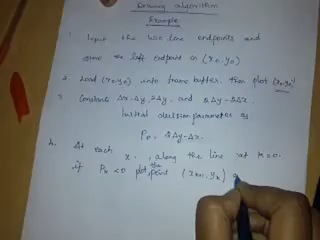 Drawing algorithm
Example
1. Input the two line endpoints and
store the left endpoint in (x0, y0)
2. Load (x0, y0) into frame buffer, then plot (x0, y0)
3. Constants Δx, Δy, 2Δy, and 2Δy-2Δx.
Initial decision parameter as
P0 = 2Δy-Δx.
4. At each x , along the line at k=0.
if Pk < 0 plot the point (xk+1, yk)